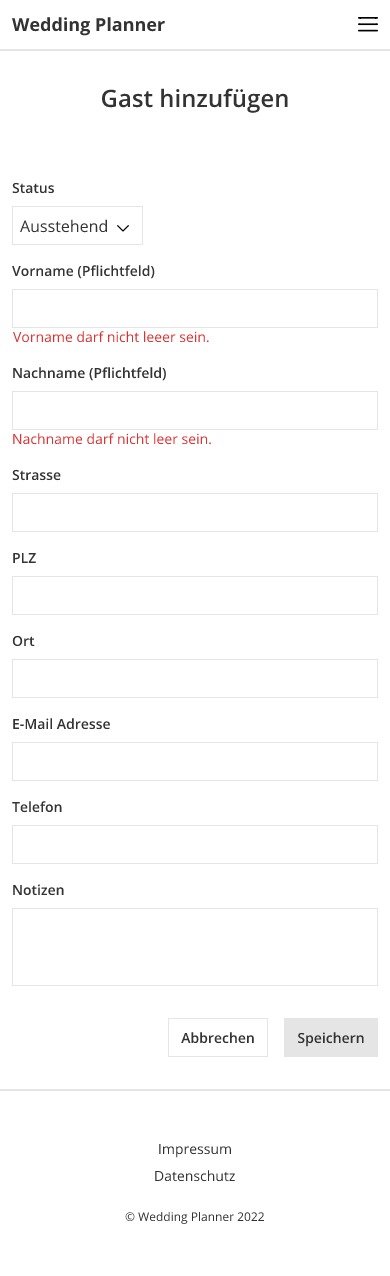 Wedding Planner
Gast hinzufügen
Status
Ausstehend
Vorname (Pflichtfeld)
Vorname darf nicht leeer sein.
Nachname (Pflichtfeld)
Nachname darf nicht leer sein.
Strasse
PLZ
Ort
E-Mail Adresse
Telefon
Notizen
Abbrechen Speichern
Impressum
Datenschutz
© Wedding Planner 2022